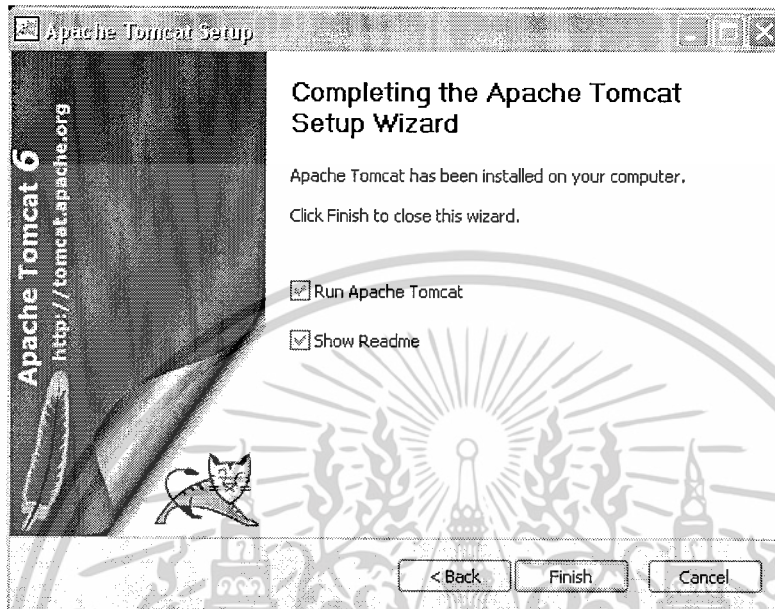 Apache Tomcat Setup
Apache Tomcat 6
http://tomcat.apache.org
Completing the Apache Tomcat
Setup Wizard
Apache Tomcat has been installed on your computer.
Click Finish to close this wizard.
Run Apache Tomcat
Show Readme
< Back
Finish
Cancel